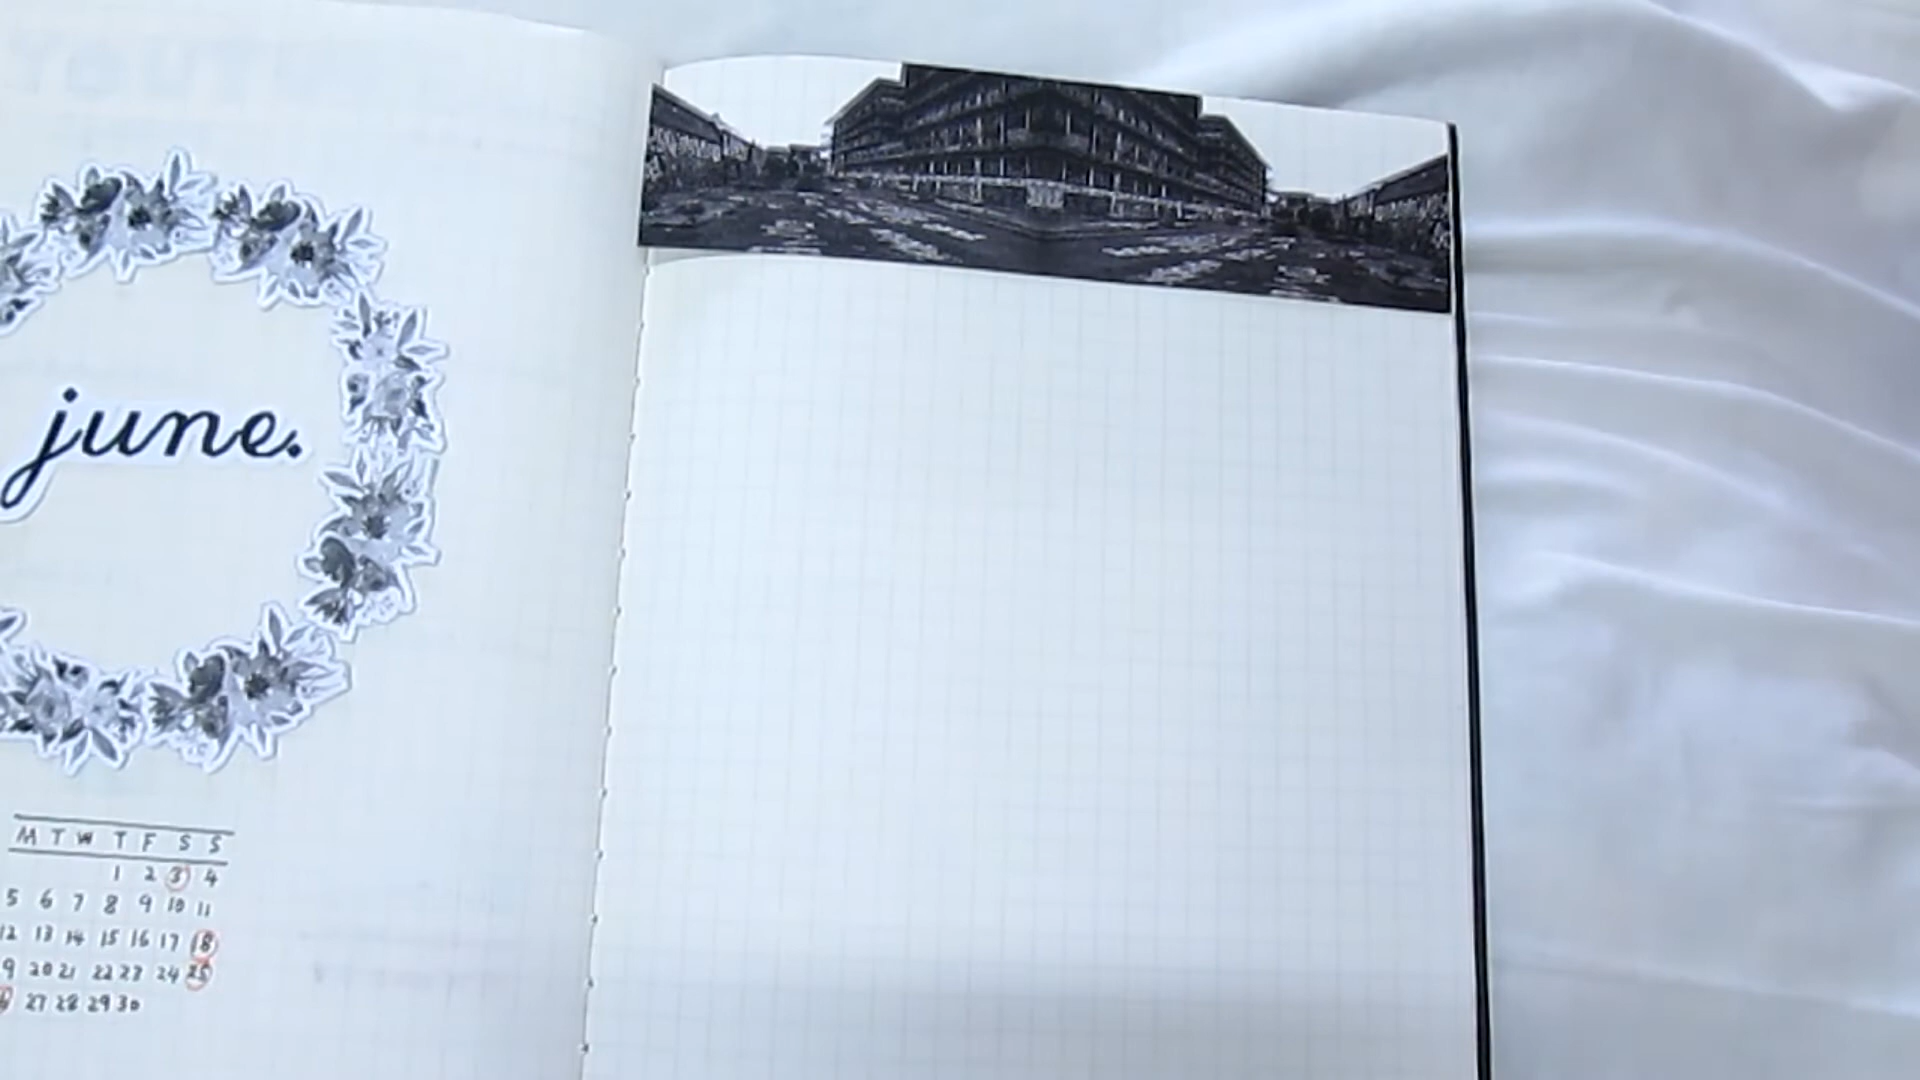 june.
M T W T F S S
1 2 3 4
5 6 7 8 9 10 11
12 13 14 15 16 17 18
9 20 21 22 23 24 25
6 27 28 29 30